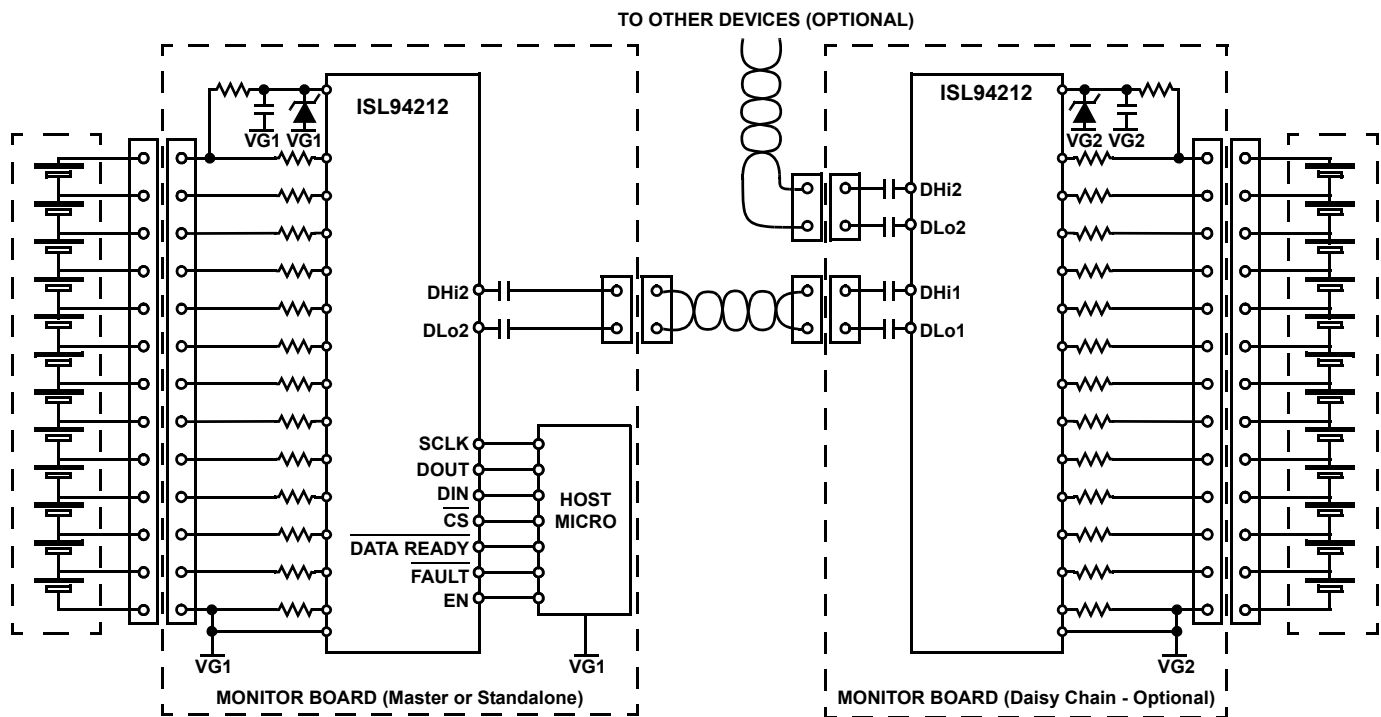 TO OTHER DEVICES (OPTIONAL)
ISL94212
VG1
VG1
DHi2
DLo2
SCLK
DOUT
DIN
CS
DATA READY
FAULT
EN
HOST
MICRO
VG1
VG1
MONITOR BOARD (Master or Standalone)
ISL94212
VG2
VG2
DHi2
DLo2
DHi1
DLo1
VG2
MONITOR BOARD (Daisy Chain - Optional)